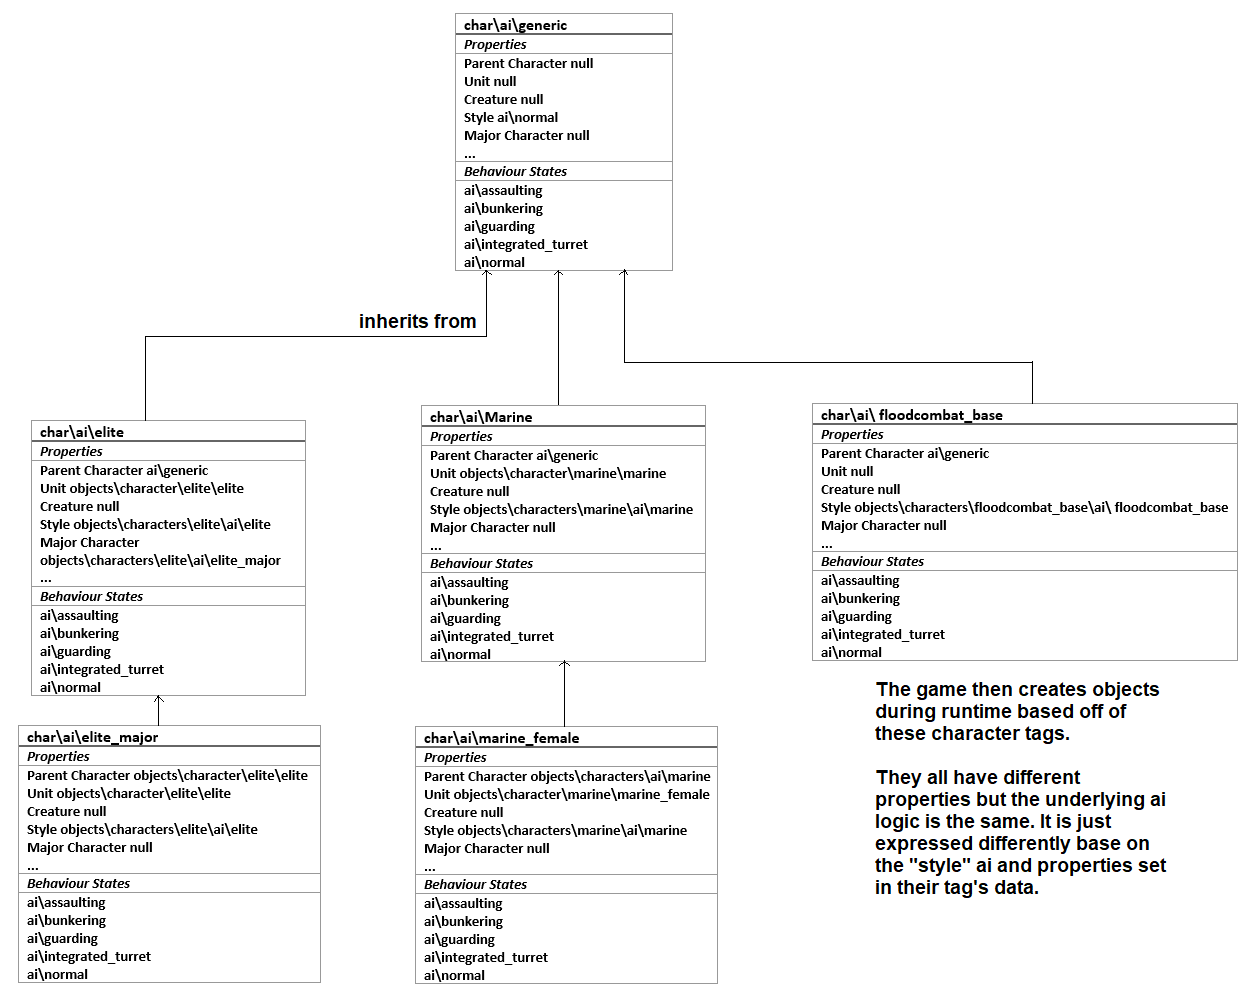 char\ai\generic
Properties
Parent Character null
Unit null
Creature null
Style ai\normal
Major Character null
...
Behaviour States
ai\assaulting
ai\bunkering
ai\guarding
ai\integrated_turret
ai\normal
inherits from
char\ai\elite
Properties
Parent Character ai\generic
Unit objects\character\elite\elite
Creature null
Style objects\characters\elite\ai\elite
Major Character
objects\characters\elite\ai\elite_major
...
Behaviour States
ai\assaulting
ai\bunkering
ai\guarding
ai\integrated_turret
ai\normal
char\ai\Marine
Properties
Parent Character ai\generic
Unit objects\character\marine\marine
Creature null
Style objects\characters\marine\ai\marine
Major Character null
...
Behaviour States
ai\assaulting
ai\bunkering
ai\guarding
ai\integrated_turret
ai\normal
char\ai\ floodcombat_base
Properties
Parent Character ai\generic
Unit null
Creature null
Style objects\characters\floodcombat_base\ai\ floodcombat_base
Major Character null
...
Behaviour States
ai\assaulting
ai\bunkering
ai\guarding
ai\integrated_turret
ai\normal
char\ai\elite_major
Properties
Parent Character objects\character\elite\elite
Unit objects\character\elite\elite
Creature null
Style objects\characters\elite\ai\elite
Major Character null
...
Behaviour States
ai\assaulting
ai\bunkering
ai\guarding
ai\integrated_turret
ai\normal
char\ai\marine_female
Properties
Parent Character objects\characters\ai\marine
Unit objects\character\marine\marine_female
Creature null
Style objects\characters\marine\ai\marine
Major Character null
...
Behaviour States
ai\assaulting
ai\bunkering
ai\guarding
ai\integrated_turret
ai\normal
The game then creates objects
during runtime based off of
these character tags.
They all have different
properties but the underlying ai
logic is the same. It is just
expressed differently base on
the "style" ai and properties set
in their tag's data.